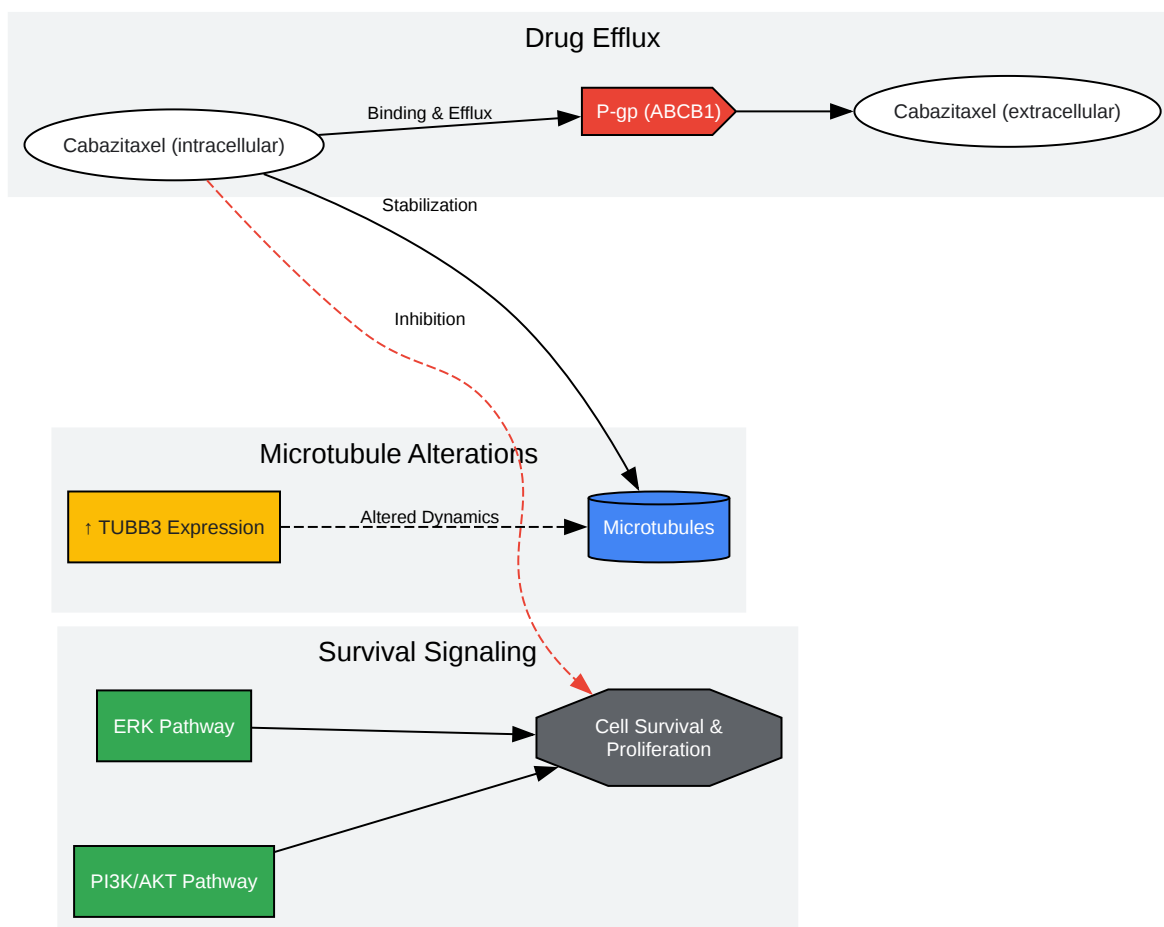 Drug Efflux
Binding & Efflux
P-gp (ABCB1)
Cabazitaxel (extracellular)
Cabazitaxel (intracellular)
Stabilization
Inhibition
Microtubule Alterations
↑ TUBB3 Expression
Altered Dynamics
Microtubules
Survival Signaling
ERK Pathway
Cell Survival &
Proliferation
PI3K/AKT Pathway